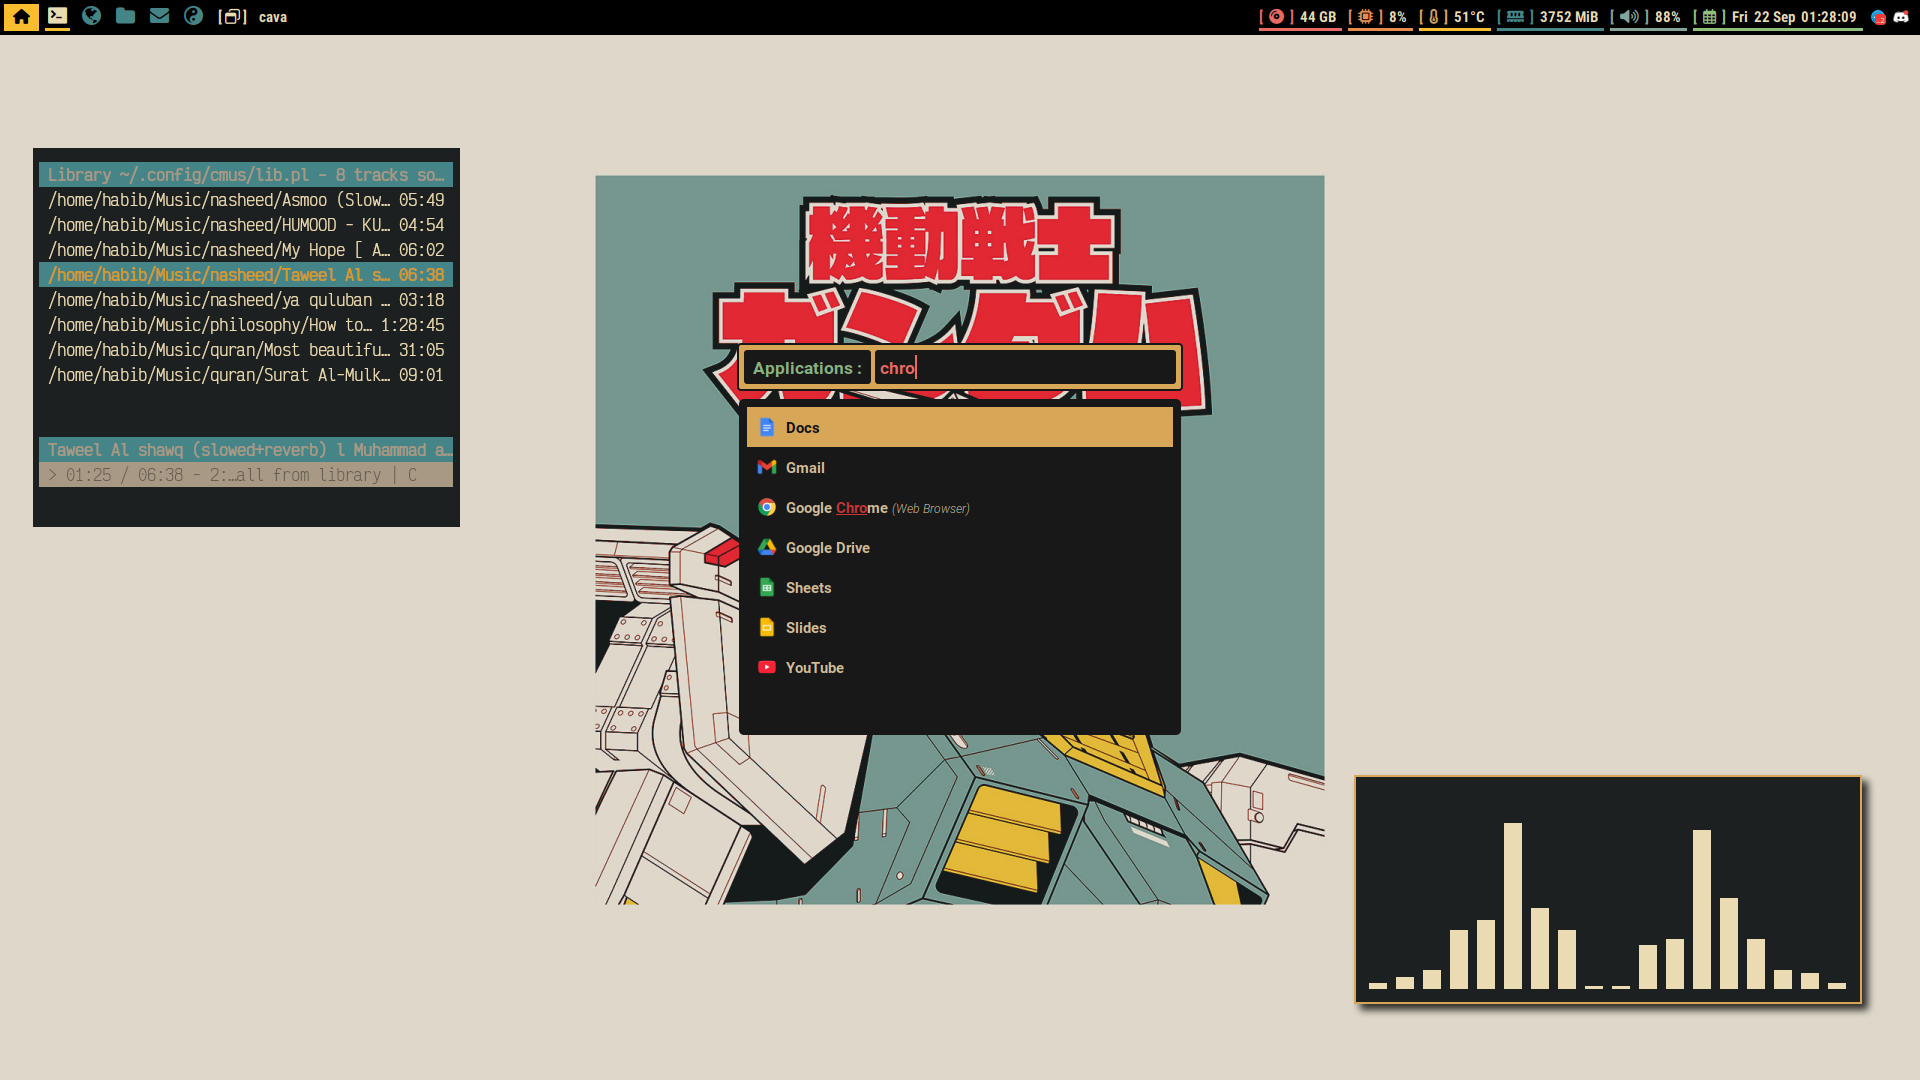 [ ] cava
[ ] 44 GB [ ] 8% [ ] 51°C [ ] 3752 MiB [ ] 88% [ ] Fri 22 Sep 01:28:09
Library ~/.config/cmus/lib.pl - 8 tracks so…
/home/habib/Music/nasheed/Asmoo (Slow… 05:49
/home/habib/Music/nasheed/HUMOOD - KU… 04:54
/home/habib/Music/nasheed/My Hope [ A… 06:02
/home/habib/Music/nasheed/Taweel Al s… 06:38
/home/habib/Music/nasheed/ya quluban … 03:18
/home/habib/Music/philosophy/How to… 1:28:45
/home/habib/Music/quran/Most beautifu… 31:05
/home/habib/Music/quran/Surat Al-Mulk… 09:01
Taweel Al shawq (slowed+reverb) l Muhammad a…
> 01:25 / 06:38 - 2:…all from library | C
機動戦士
Applications : chro
Docs
Gmail
Google Chrome (Web Browser)
Google Drive
Sheets
Slides
YouTube